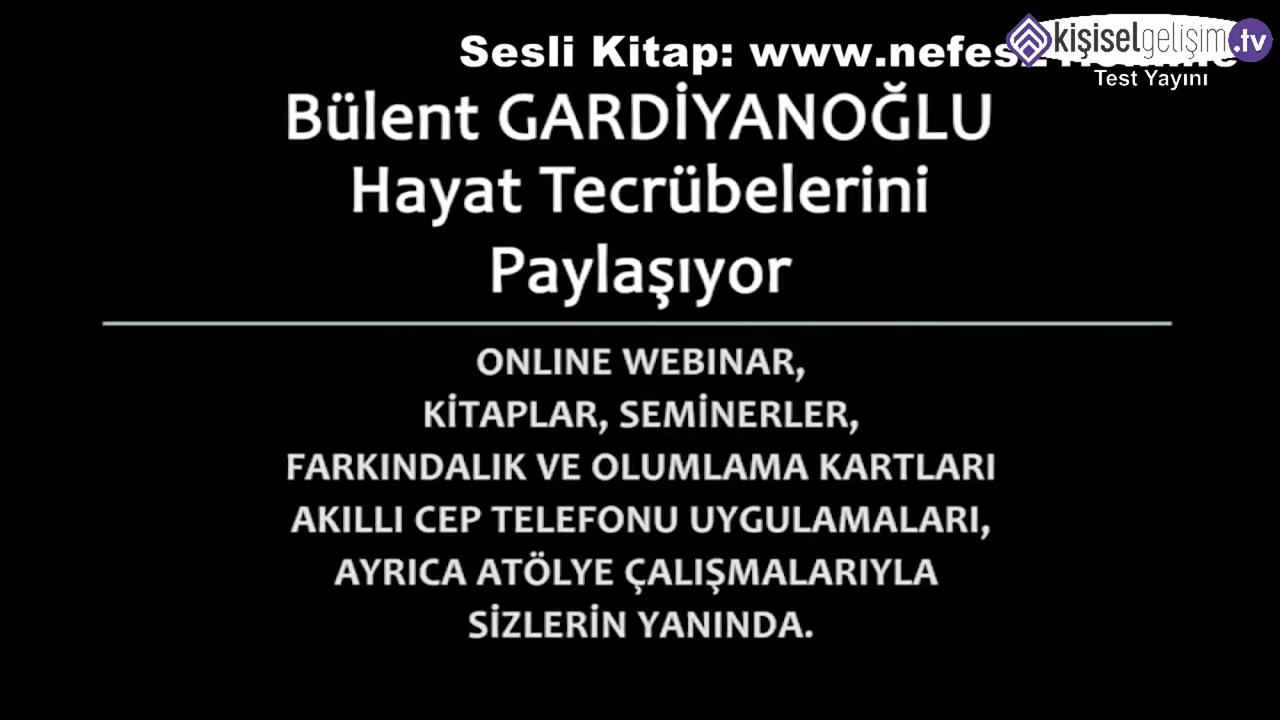 Sesli Kitap:
kişiselgelişim.tv
Test Yayını
Bülent GARDİYANOĞLU
Hayat Tecrübelerini
Paylaşıyor
ONLINE WEBINAR,
KİTAPLAR, SEMİNERLER,
FARKINDALIK VE OLUMLAMA KARTLARI
AKILLI CEP TELEFONU UYGULAMALARI,
AYRICA ATÖLYE ÇALIŞMALARIYLA
SİZLERİN YANINDA.